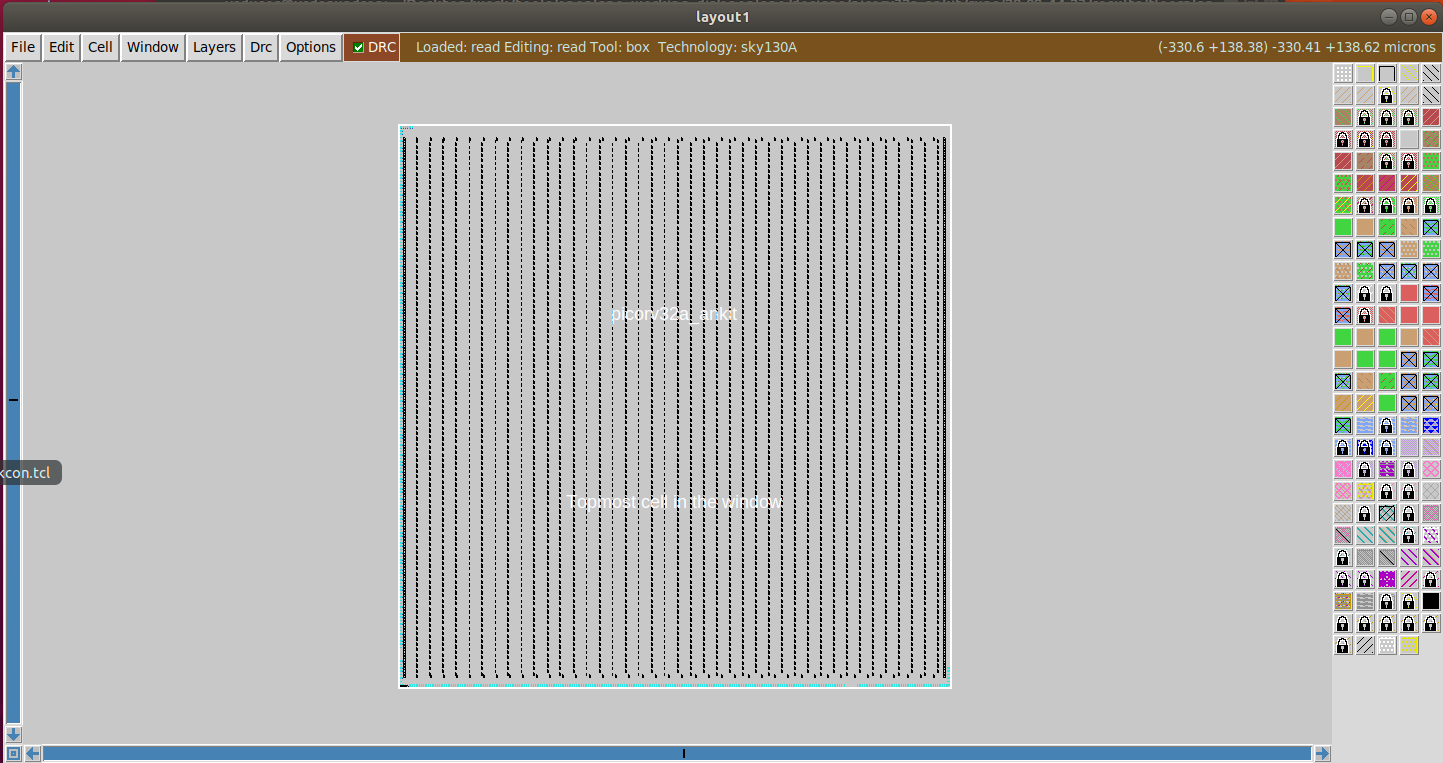 layout1
File Edit Cell Window Layers Drc Options DRC Loaded: read Editing: read Tool: box Technology: sky130A (-330.6 +138.38) -330.41 +138.62 microns
picorv32a_ankit
kcon.tcl
Topmost cell in the window